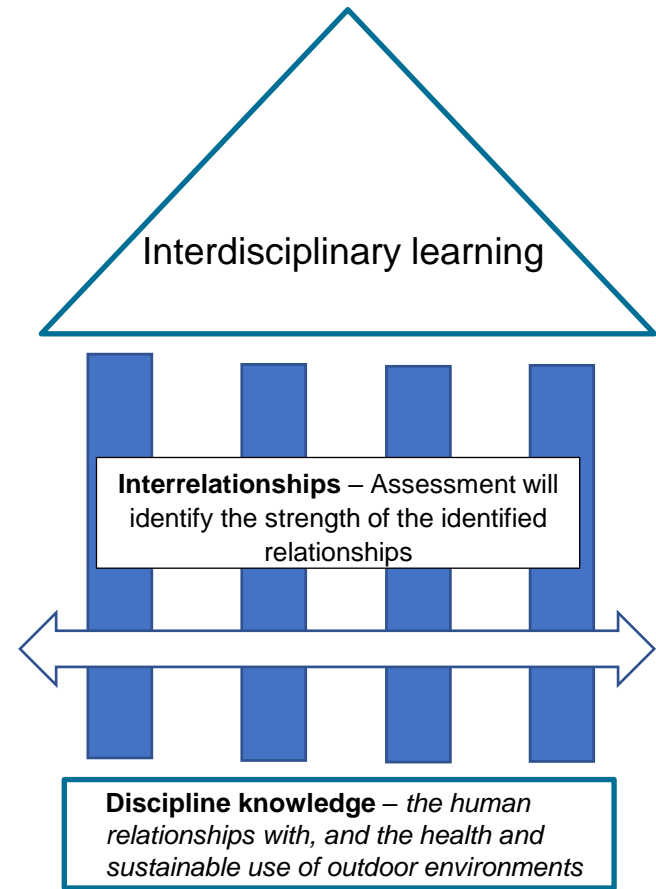 Interdisciplinary learning
Interrelationships – Assessment will
identify the strength of the identified
relationships
Discipline knowledge – the human
relationships with, and the health and
sustainable use of outdoor environments